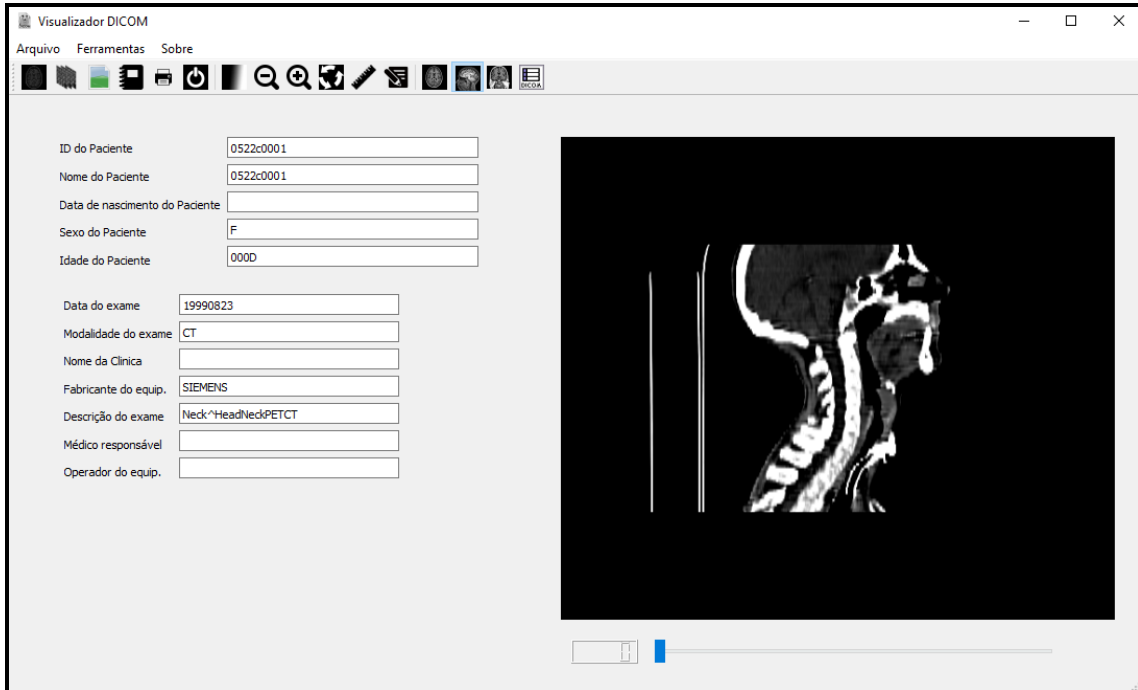 Visualizador DICOM
Arquivo Ferramentas Sobre
DICOM
ID do Paciente 0522c0001
Nome do Paciente 0522c0001
Data de nascimento do Paciente
Sexo do Paciente F
Idade do Paciente 000D
Data do exame 19990823
Modalidade do exame CT
Nome da Clinica
Fabricante do equip. SIEMENS
Descrição do exame Neck^HeadNeckPETCT
Médico responsável
Operador do equip.
0